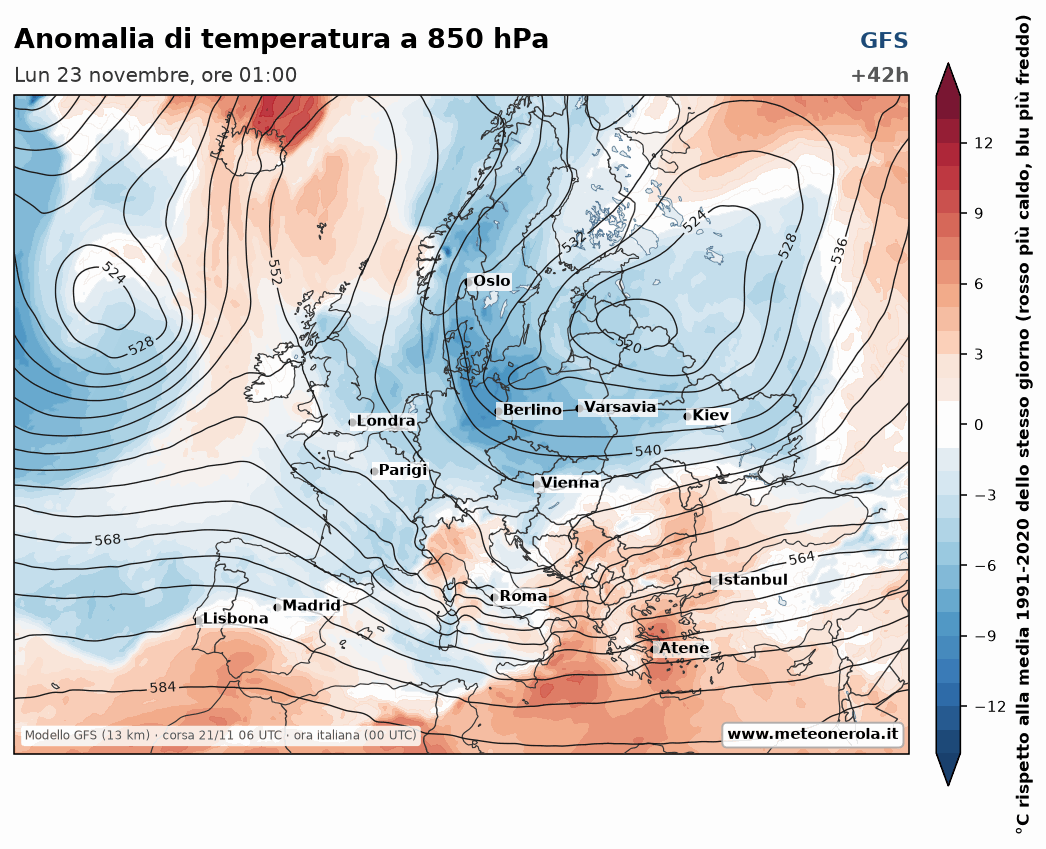 Anomalia di temperatura a 850 hPa
GFS
Lun 23 novembre, ore 01:00
+42h
524
528
552
532
524
528
536
520
540
568
564
584
Oslo
Berlino
Varsavia
Kiev
Londra
Parigi
Vienna
Istanbul
Roma
Madrid
Lisbona
Atene
Modello GFS (13 km) · corsa 21/11 06 UTC · ora italiana (00 UTC)
www.meteonerola.it
12
9
6
3
0
−3
−6
−9
−12
°C rispetto alla media 1991-2020 dello stesso giorno (rosso più caldo, blu più freddo)